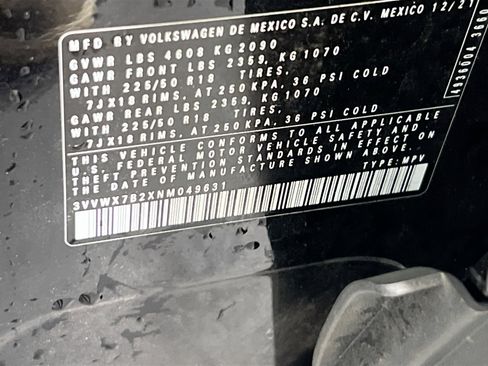 MFD BY VOLKSWAGEN DE MEXICO S.A. DE C.V. MEXICO 12/21
GVWR LBS 4608 KG 2090
GAWR FRONT LBS 2359, KG 1070
WITH 225/50 R18 TIRES.
7JX18 RIMS. AT 250 KPA, 36 PSI COLD
GAWR REAR LBS 2359, KG 1070
WITH 225/50 R18 TIRES.
7JX18 RIMS, AT 250 KPA, 36 PSI COLD
THIS VEHICLE CONFORMS TO ALL APPLICABLE
U.S. FEDERAL MOTOR VEHICLE SAFETY AND
THEFT PREVENTION STANDARDS IN EFFECT ON
THE DATE OF MANUFACTURE SHOWN ABOVE.
3VVWX7B2XNM049631 TYPE: MPV